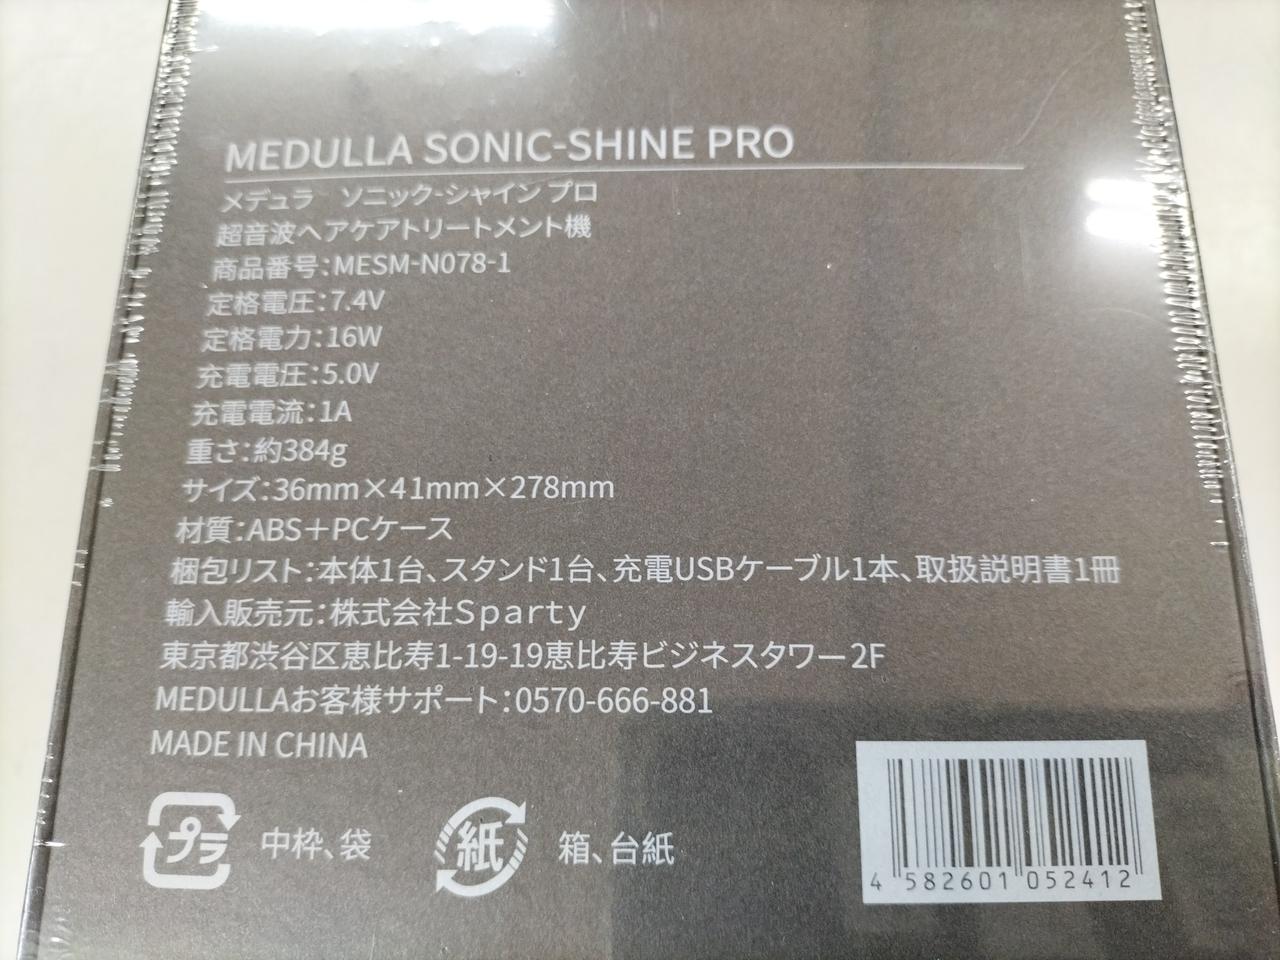 MEDULLA SONIC-SHINE PRO
メデュラ　ソニック-シャイン プロ
超音波ヘアケアトリートメント機
商品番号:MESM-N078-1
定格電圧:7.4V
定格電力:16W
充電電圧:5.0V
充電電流:1A
重さ:約384g
サイズ:36mm×41mm×278mm
材質:ABS+PCケース
梱包リスト:本体1台、スタンド1台、充電USBケーブル1本、取扱説明書1冊
輸入販売元:株式会社Sparty
東京都渋谷区恵比寿1-19-19恵比寿ビジネスタワー2F
MEDULLAお客様サポート:0570-666-881
MADE IN CHINA
プラ 中枠、袋 紙 箱、台紙
4 582601 052412